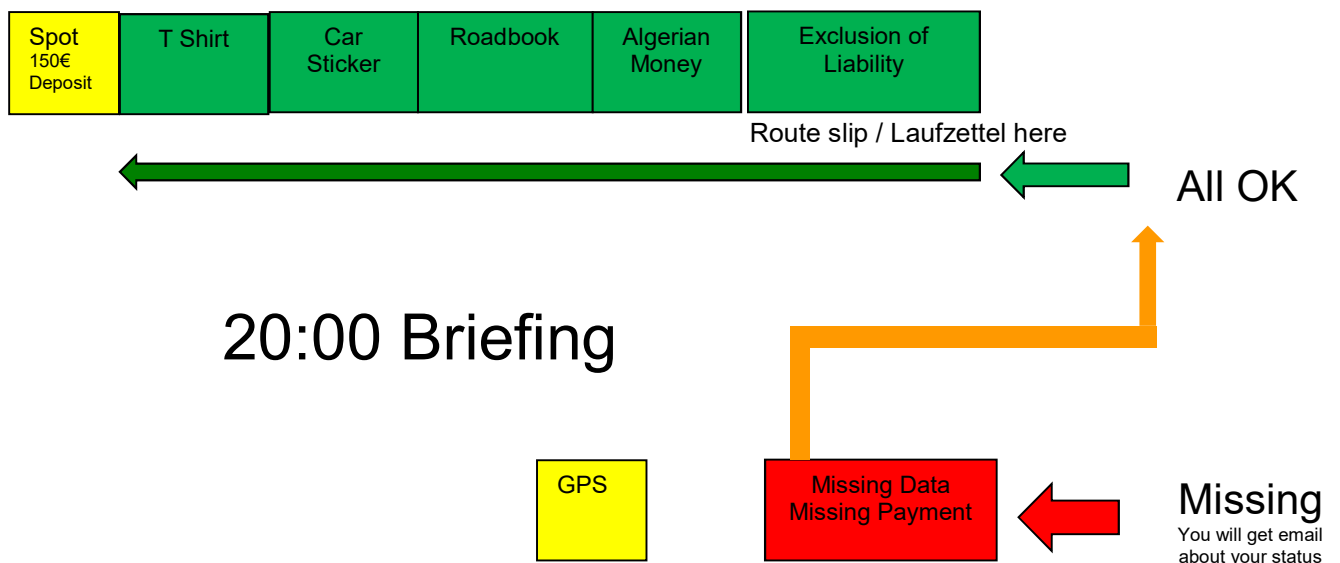 Spot
150€
Deposit
T Shirt
Car
Sticker
Roadbook
Algerian
Money
Exclusion of
Liability
Route slip / Laufzettel here
All OK
20:00 Briefing
GPS
Missing Data
Missing Payment
Missing
You will get email
about your status